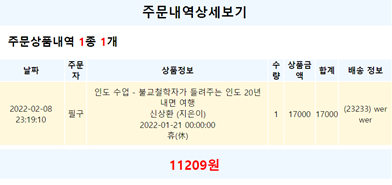 주문내역상세보기
주문상품내역 1종 1개
날짜 주문자 상품정보 수량 상품금액 합계 배송 정보
2022-02-08 23:19:10 필구 인도 수업 - 불교철학자가 들려주는 인도 20년 내면 여행 신상환 (지은이) 2022-01-21 00:00:00 휴(休) 1 17000 17000 (23233) wer wer
11209원